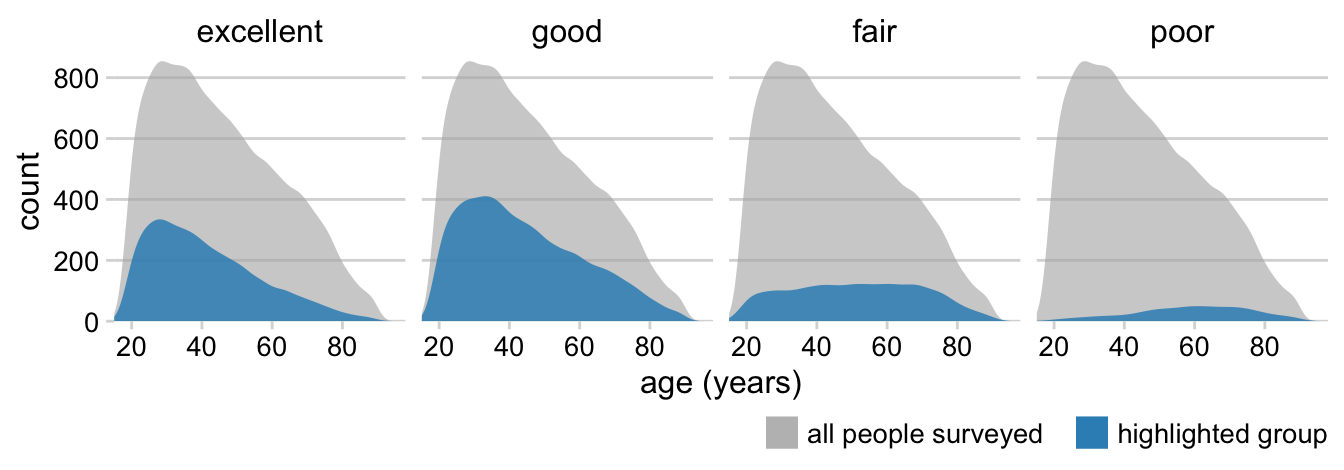 excellent good fair poor
800
600
400
200
0
count
20 40 60 80 20 40 60 80 20 40 60 80 20 40 60 80
age (years)
all people surveyed highlighted group